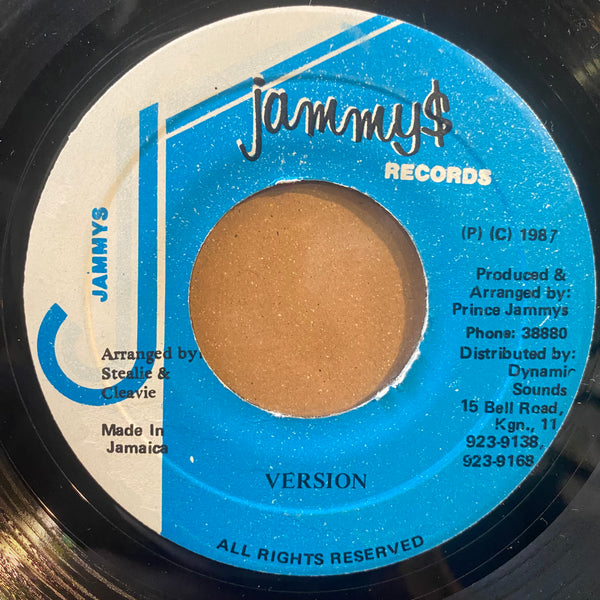 jammy$
RECORDS
JAMMYS
(P) (C) 1987
Produced &
Arranged by:
Prince Jammys
Phone: 38880
Distributed by:
Dynamic
Sounds
15 Bell Road,
Kgn., 11
923-9138,
923-9168
Arranged by:
Stealie &
Cleavie
Made In
Jamaica
VERSION
ALL RIGHTS RESERVED